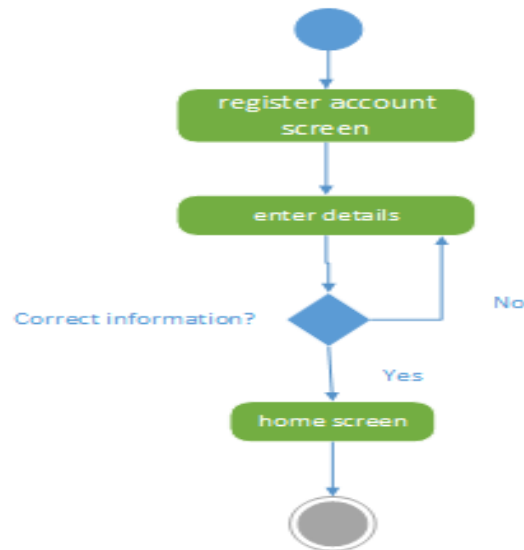 register account
screen
enter details
Correct information?
No
Yes
home screen